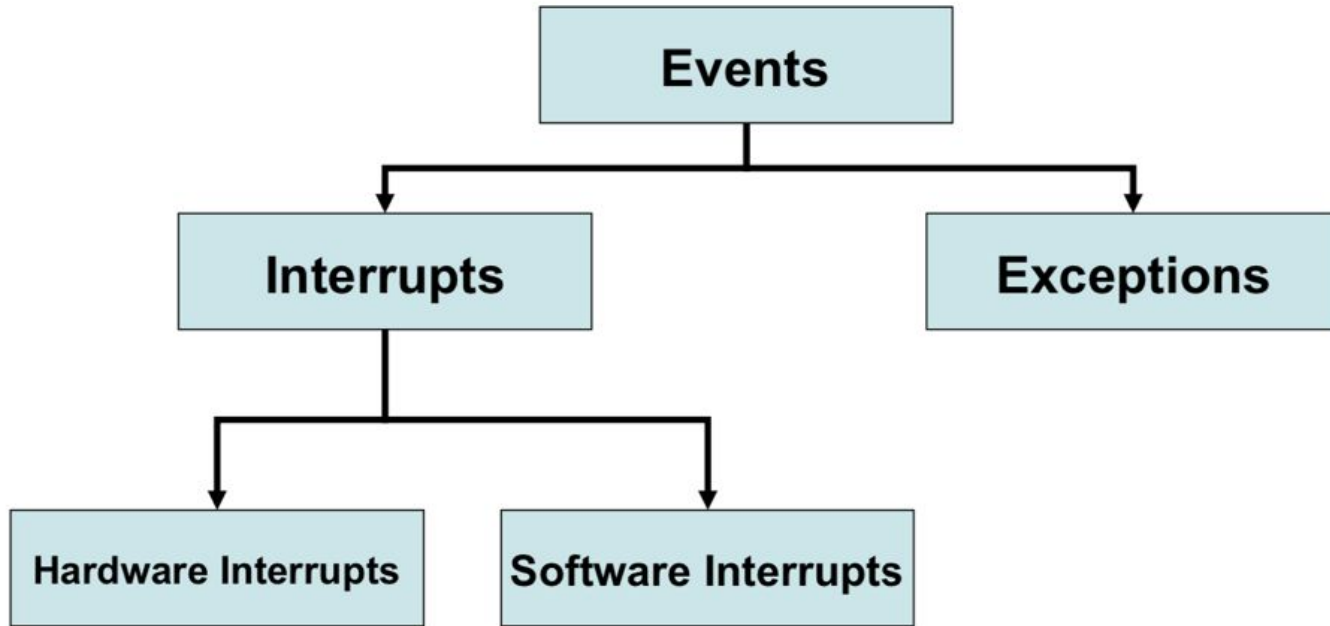 Events
Interrupts
Exceptions
Hardware Interrupts
Software Interrupts